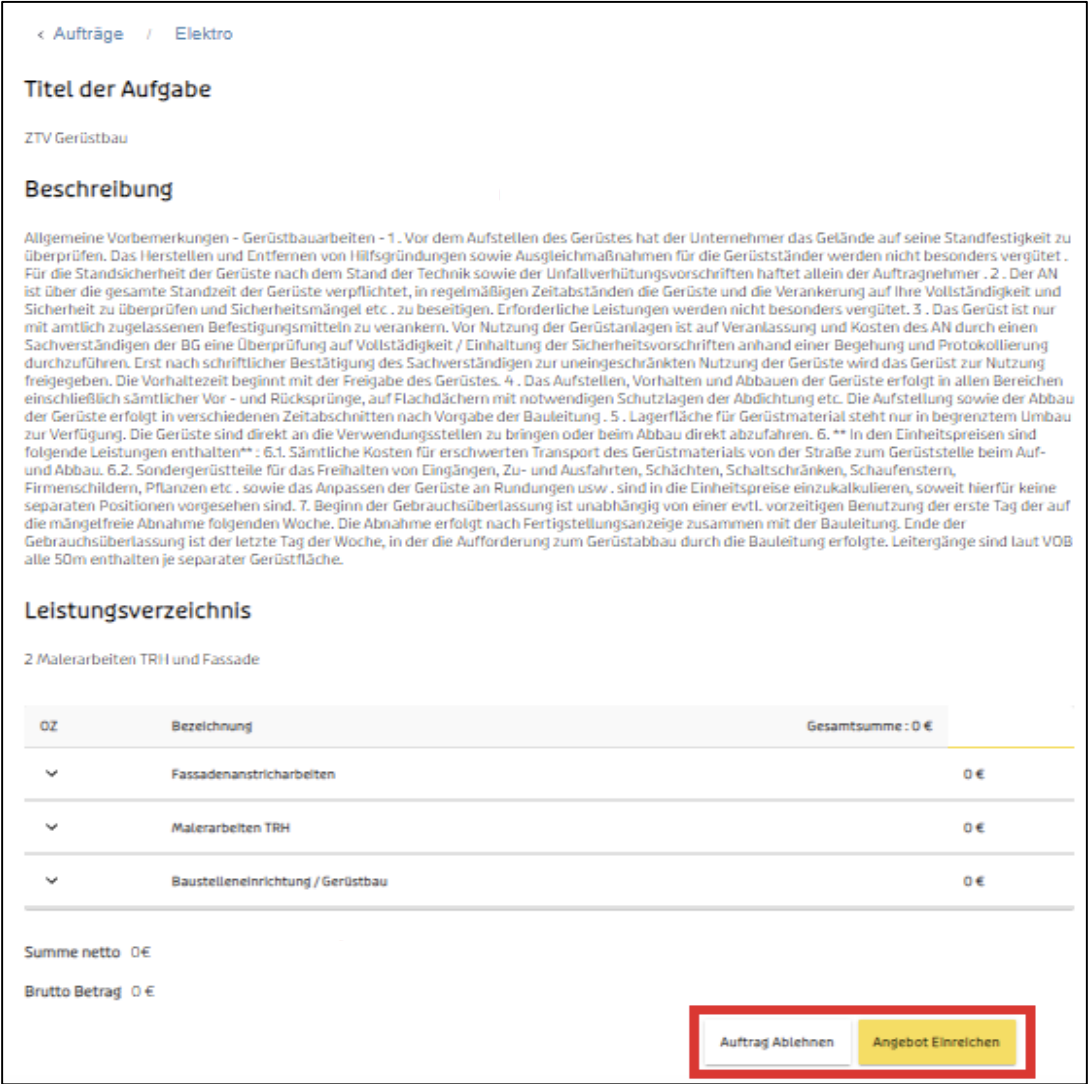 ‹ Aufträge / Elektro
Titel der Aufgabe
ZTV Gerüstbau
Beschreibung
Allgemeine Vorbemerkungen - Gerüstbauarbeiten - 1 . Vor dem Aufstellen des Gerüstes hat der Unternehmer das Gelände auf seine Standfestigkeit zu
überprüfen. Das Herstellen und Entfernen von Hilfsgründungen sowie Ausgleichmaßnahmen für die Gerüstständer werden nicht besonders vergütet .
Für die Standsicherheit der Gerüste nach dem Stand der Technik sowie der Unfallverhütungsvorschriften haftet allein der Auftragnehmer . 2 . Der AN
ist über die gesamte Standzeit der Gerüste verpflichtet, in regelmäßigen Zeitabständen die Gerüste und die Verankerung auf Ihre Vollständigkeit und
Sicherheit zu überprüfen und Sicherheitsmängel etc . zu beseitigen. Erforderliche Leistungen werden nicht besonders vergütet. 3 . Das Gerüst ist nur
mit amtlich zugelassenen Befestigungsmitteln zu verankern. Vor Nutzung der Gerüstanlagen ist auf Veranlassung und Kosten des AN durch einen
Sachverständigen der BG eine Überprüfung auf Vollstädigkeit / Einhaltung der Sicherheitsvorschriften anhand einer Begehung und Protokollierung
durchzuführen. Erst nach schriftlicher Bestätigung des Sachverständigen zur uneingeschränkten Nutzung der Gerüste wird das Gerüst zur Nutzung
freigegeben. Die Vorhaltezeit beginnt mit der Freigabe des Gerüstes. 4 . Das Aufstellen, Vorhalten und Abbauen der Gerüste erfolgt in allen Bereichen
einschließlich sämtlicher Vor - und Rücksprünge, auf Flachdächern mit notwendigen Schutzlagen der Abdichtung etc. Die Aufstellung sowie der Abbau
der Gerüste erfolgt in verschiedenen Zeitabschnitten nach Vorgabe der Bauleitung . 5 . Lagerfläche für Gerüstmaterial steht nur in begrenztem Umbau
zur Verfügung. Die Gerüste sind direkt an die Verwendungsstellen zu bringen oder beim Abbau direkt abzufahren. 6. ** In den Einheitspreisen sind
folgende Leistungen enthalten** : 6.1. Sämtliche Kosten für erschwerten Transport des Gerüstmaterials von der Straße zum Gerüststelle beim Auf-
und Abbau. 6.2. Sondergerüstteile für das Freihalten von Eingängen, Zu- und Ausfahrten, Schächten, Schaltschränken, Schaufenstern,
Firmenschildern, Pflanzen etc . sowie das Anpassen der Gerüste an Rundungen usw . sind in die Einheitspreise einzukalkulieren, soweit hierfür keine
separaten Positionen vorgesehen sind. 7. Beginn der Gebrauchsüberlassung ist unabhängig von einer evtl. vorzeitigen Benutzung der erste Tag der auf
die mängelfreie Abnahme folgenden Woche. Die Abnahme erfolgt nach Fertigstellungsanzeige zusammen mit der Bauleitung. Ende der
Gebrauchsüberlassung ist der letzte Tag der Woche, in der die Aufforderung zum Gerüstabbau durch die Bauleitung erfolgte. Leitergänge sind laut VOB
alle 50m enthalten je separater Gerüstfläche.
Leistungsverzeichnis
2 Malerarbeiten TRH und Fassade
OZ Bezeichnung Gesamtsumme : 0 €
Fassadenanstricharbeiten 0 €
Malerarbeiten TRH 0 €
Baustelleneinrichtung / Gerüstbau 0 €
Summe netto 0€
Brutto Betrag 0 €
Auftrag Ablehnen Angebot Einreichen